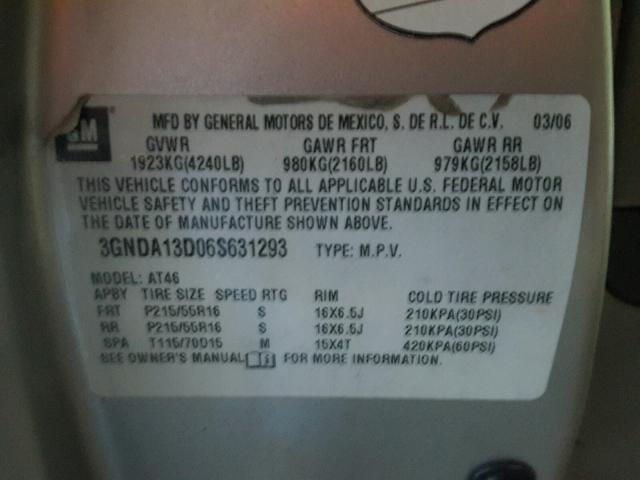 GM
MFD BY GENERAL MOTORS DE MEXICO, S. DE R.L. DE C.V. 03/06
GVWR GAWR FRT GAWR RR
1923KG(4240LB) 980KG(2160LB) 979KG(2158LB)
THIS VEHICLE CONFORMS TO ALL APPLICABLE U.S. FEDERAL MOTOR
VEHICLE SAFETY AND THEFT PREVENTION STANDARDS IN EFFECT ON
THE DATE OF MANUFACTURE SHOWN ABOVE.
3GNDA13D06S631293 TYPE: M.P.V.
MODEL: AT46
APBY TIRE SIZE SPEED RTG RIM COLD TIRE PRESSURE
FRT P215/55R16 S 16X6.5J 210KPA(30PSI)
RR P215/55R16 S 16X6.5J 210KPA(30PSI)
SPA T115/70D15 M 15X4T 420KPA(60PSI)
SEE OWNER'S MANUAL FOR MORE INFORMATION.